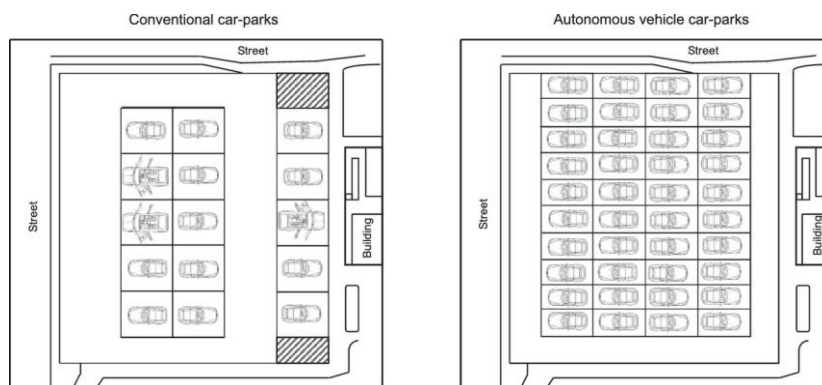 Conventional car-parks
Street
Street
Building
Autonomous vehicle car-parks
Street
Street
Building